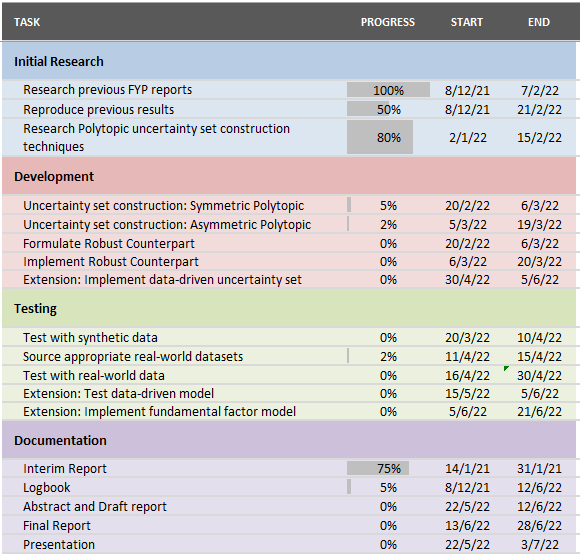 TASK PROGRESS START END
Initial Research
Research previous FYP reports 100% 8/12/21 7/2/22
Reproduce previous results 50% 8/12/21 21/2/22
Research Polytopic uncertainty set construction
techniques 80% 2/1/22 15/2/22
Development
Uncertainty set construction: Symmetric Polytopic 5% 20/2/22 6/3/22
Uncertainty set construction: Asymmetric Polytopic 2% 5/3/22 19/3/22
Formulate Robust Counterpart 0% 20/2/22 6/3/22
Implement Robust Counterpart 0% 6/3/22 20/3/22
Extension: Implement data-driven uncertainty set 0% 30/4/22 5/6/22
Testing
Test with synthetic data 0% 20/3/22 10/4/22
Source appropriate real-world datasets 2% 11/4/22 15/4/22
Test with real-world data 0% 16/4/22 30/4/22
Extension: Test data-driven model 0% 15/5/22 5/6/22
Extension: Implement fundamental factor model 0% 5/6/22 21/6/22
Documentation
Interim Report 75% 14/1/21 31/1/21
Logbook 5% 8/12/21 12/6/22
Abstract and Draft report 0% 22/5/22 12/6/22
Final Report 0% 13/6/22 28/6/22
Presentation 0% 22/5/22 3/7/22